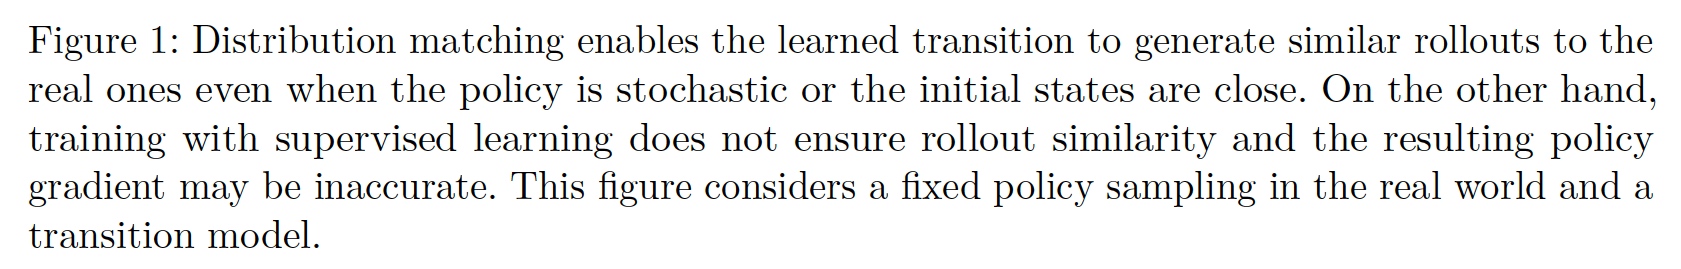 Figure 1: Distribution matching enables the learned transition to generate similar rollouts to the
real ones even when the policy is stochastic or the initial states are close. On the other hand,
training with supervised learning does not ensure rollout similarity and the resulting policy
gradient may be inaccurate. This figure considers a fixed policy sampling in the real world and a
transition model.